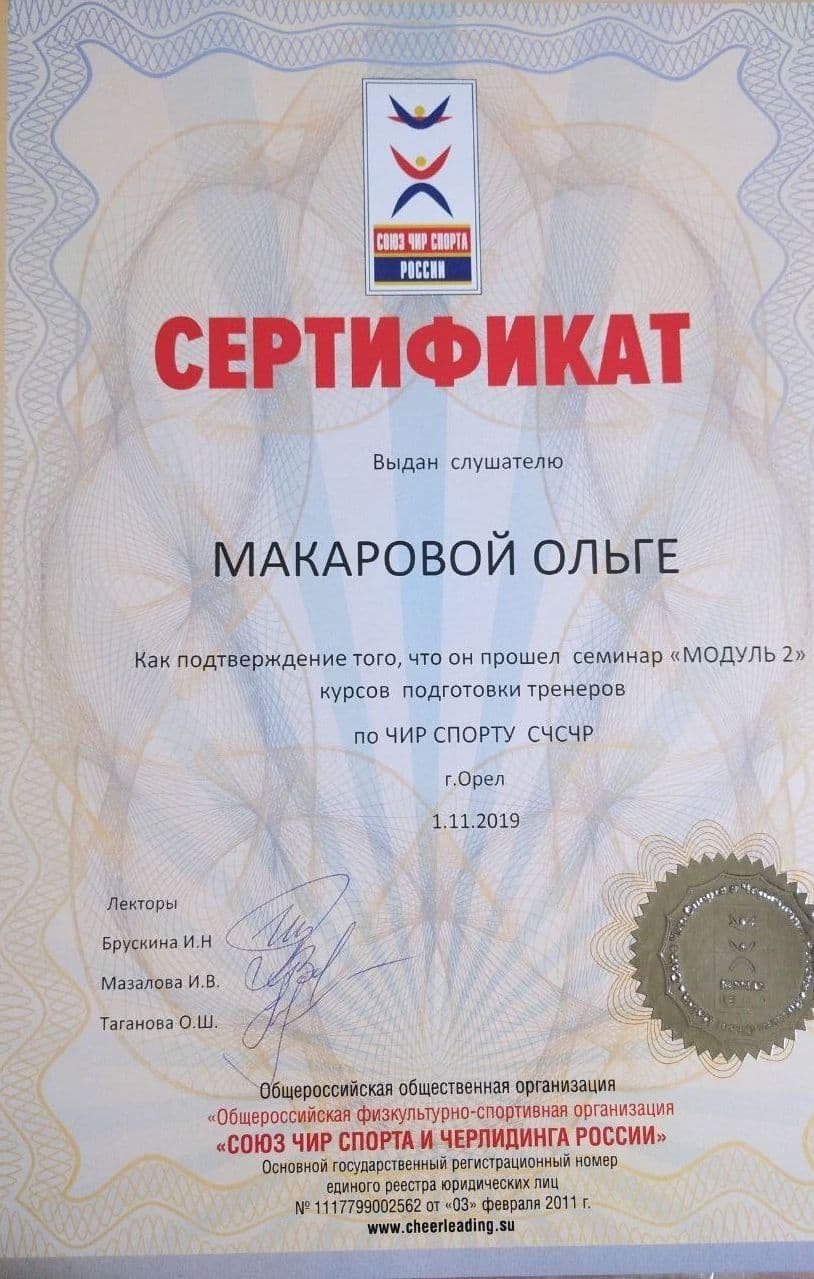 СОЮЗ ЧИР СПОРТА
РОССИИ
СЕРТИФИКАТ
Выдан слушателю
МАКАРОВОЙ ОЛЬГЕ
Как подтверждение того, что он прошел семинар «МОДУЛЬ 2»
курсов подготовки тренеров
по ЧИР СПОРТУ СЧСЧР
г.Орел
1.11.2019
Лекторы
Брускина И.Н
Мазалова И.В.
Таганова О.Ш.
Общероссийская общественная организация
«Общероссийская физкультурно-спортивная организация
«СОЮЗ ЧИР СПОРТА И ЧЕРЛИДИНГА РОССИИ»
Основной государственный регистрационный номер
единого реестра юридических лиц
№ 1117799002562 от «03» февраля 2011 г.
www.cheerleading.su